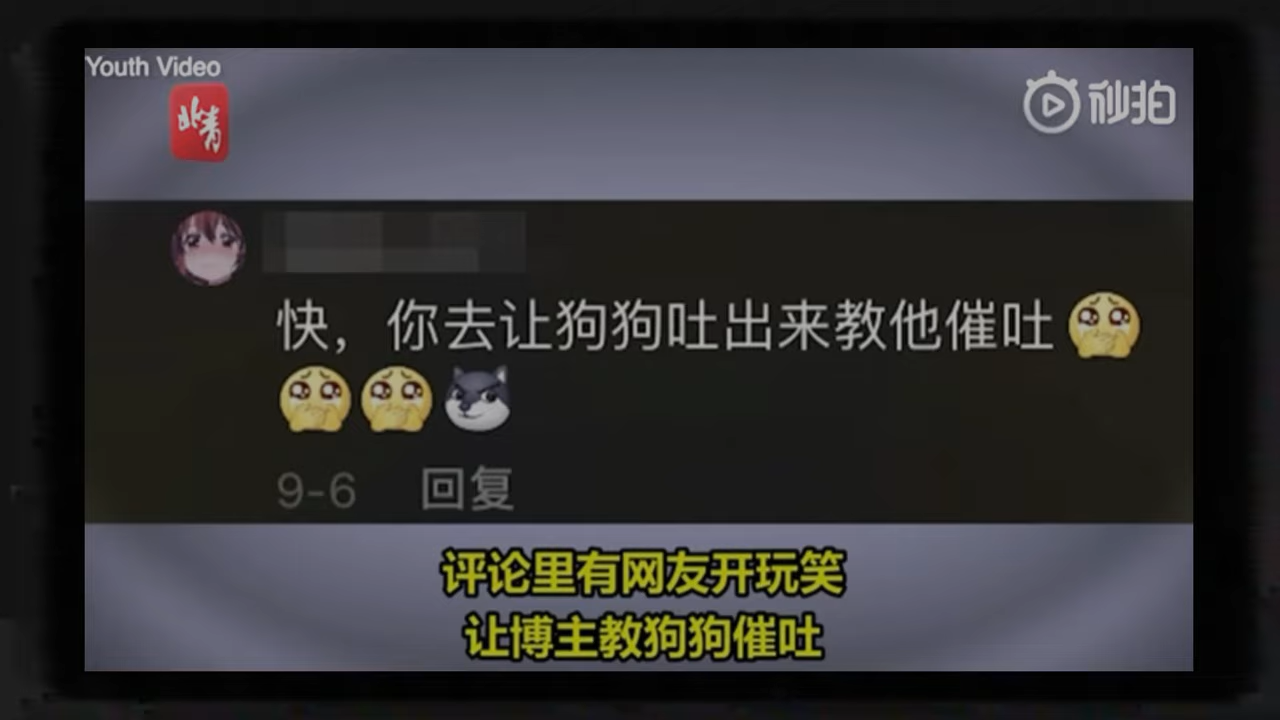 Youth Video
北青
秒拍
快，你去让狗狗吐出来教他催吐
9-6 回复
评论里有网友开玩笑
让博主教狗狗催吐